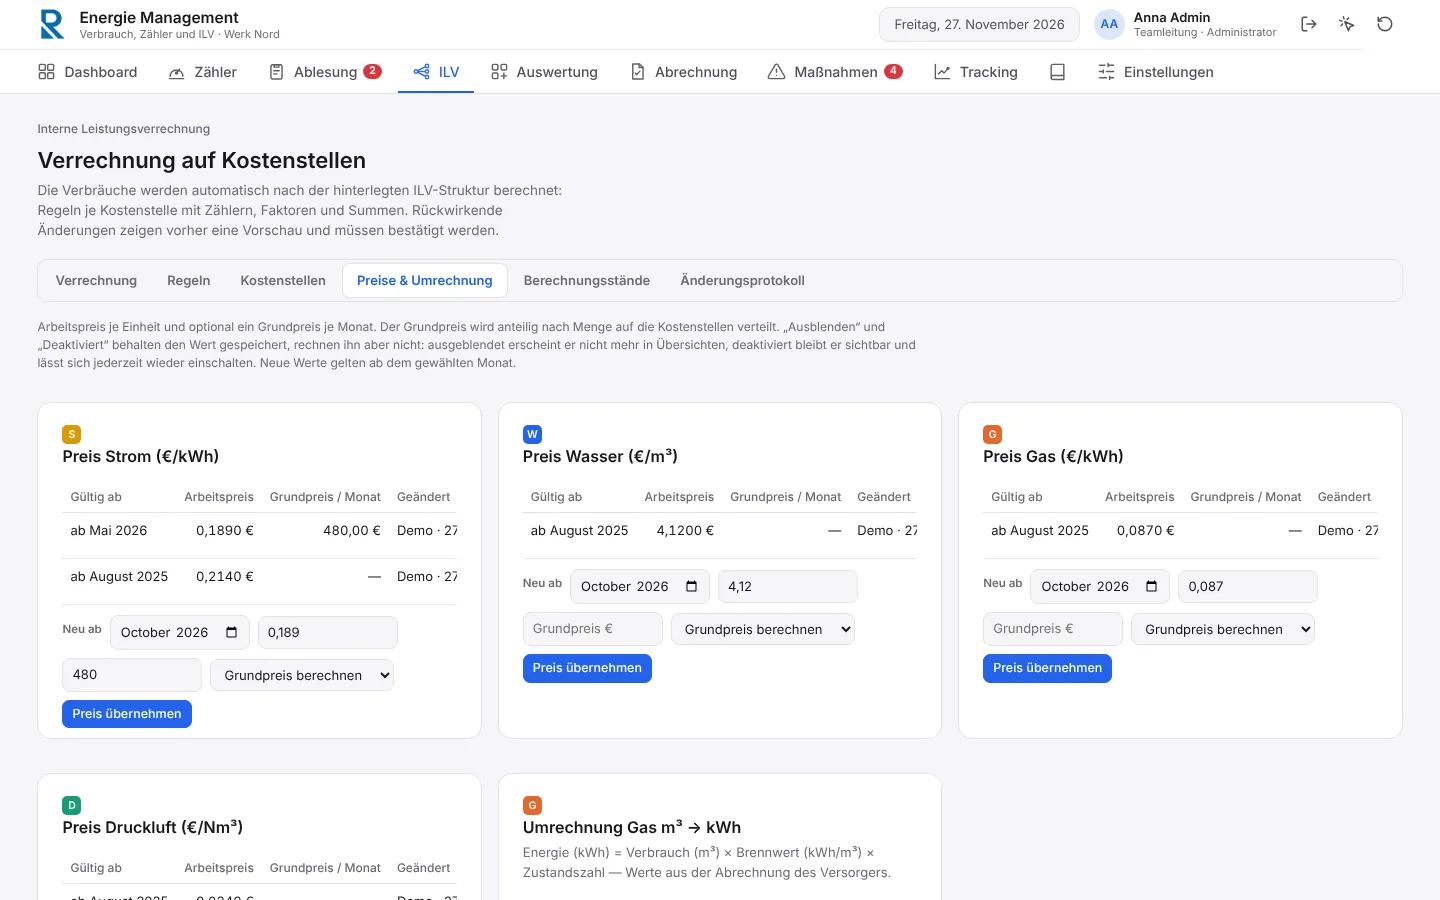 Energie Management
Verbrauch, Zähler und ILV · Werk Nord
Freitag, 27. November 2026
AA
Anna Admin
Teamleitung · Administrator
Dashboard
Zähler
Ablesung 2
ILV
Auswertung
Abrechnung
Maßnahmen 4
Tracking
Einstellungen
Interne Leistungsverrechnung
Verrechnung auf Kostenstellen
Die Verbräuche werden automatisch nach der hinterlegten ILV-Struktur berechnet:
Regeln je Kostenstelle mit Zählern, Faktoren und Summen. Rückwirkende
Änderungen zeigen vorher eine Vorschau und müssen bestätigt werden.
Verrechnung
Regeln
Kostenstellen
Preise & Umrechnung
Berechnungsstände
Änderungsprotokoll
Arbeitspreis je Einheit und optional ein Grundpreis je Monat. Der Grundpreis wird anteilig nach Menge auf die Kostenstellen verteilt. „Ausblenden“ und
„Deaktiviert“ behalten den Wert gespeichert, rechnen ihn aber nicht: ausgeblendet erscheint er nicht mehr in Übersichten, deaktiviert bleibt er sichtbar und
lässt sich jederzeit wieder einschalten. Neue Werte gelten ab dem gewählten Monat.
S
Preis Strom (€/kWh)
Gültig ab Arbeitspreis Grundpreis / Monat Geändert
ab Mai 2026 0,1890 € 480,00 € Demo · 27
ab August 2025 0,2140 € — Demo · 27
Neu ab October 2026 0,189
480 Grundpreis berechnen
Preis übernehmen
W
Preis Wasser (€/m³)
Gültig ab Arbeitspreis Grundpreis / Monat Geändert
ab August 2025 4,1200 € — Demo · 27
Neu ab October 2026 4,12
Grundpreis € Grundpreis berechnen
Preis übernehmen
G
Preis Gas (€/kWh)
Gültig ab Arbeitspreis Grundpreis / Monat Geändert
ab August 2025 0,0870 € — Demo · 27
Neu ab October 2026 0,087
Grundpreis € Grundpreis berechnen
Preis übernehmen
D
Preis Druckluft (€/Nm³)
Gültig ab Arbeitspreis Grundpreis / Monat Geändert
G
Umrechnung Gas m³ → kWh
Energie (kWh) = Verbrauch (m³) × Brennwert (kWh/m³) ×
Zustandszahl — Werte aus der Abrechnung des Versorgers.